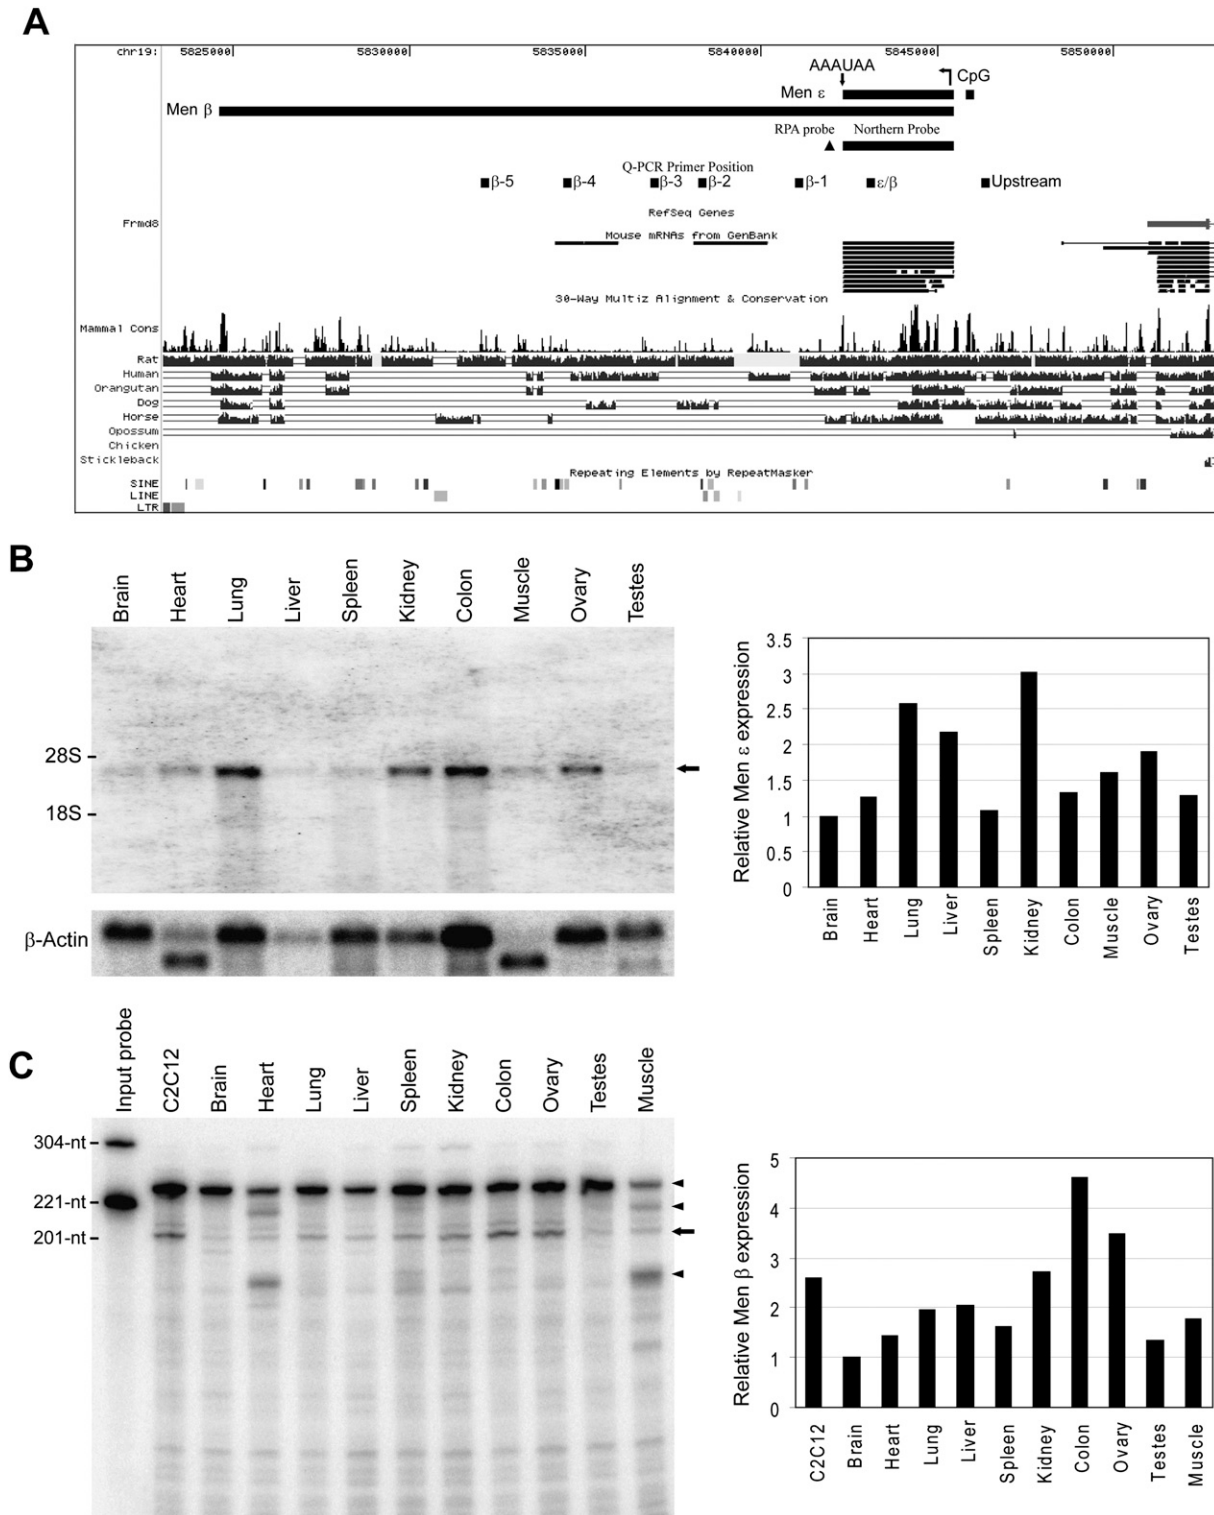 A
chr19: 5825000 5830000 5835000 5840000 5845000 5850000
AAAUAA
CpG
Men ε
Men β
RPA probe Northern Probe
Q-PCR Primer Position
β-5 β-4 β-3 β-2 β-1 ε/β Upstream
RefSeq Genes
Frmd8
Mouse mRNAs from GenBank
30-Way Multiz Alignment & Conservation
Mammal Cons
Rat
Human
Orangutan
Dog
Horse
Opossum
Chicken
Stickleback
Repeating Elements by RepeatMasker
SINE
LINE
LTR
B
Brain Heart Lung Liver Spleen Kidney Colon Muscle Ovary Testes
28S
18S
β-Actin
Relative Men ε expression
3.5
3
2.5
2
1.5
1
0.5
0
Brain Heart Lung Liver Spleen Kidney Colon Muscle Ovary Testes
C
Input probe C2C12 Brain Heart Lung Liver Spleen Kidney Colon Ovary Testes Muscle
304-nt
221-nt
201-nt
Relative Men β expression
5
4
3
2
1
0
C2C12 Brain Heart Lung Liver Spleen Kidney Colon Ovary Testes Muscle